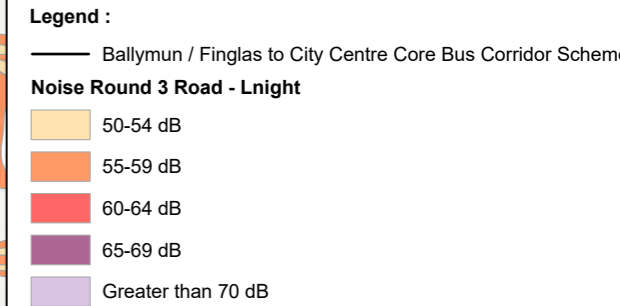 Legend :
Ballymun / Finglas to City Centre Core Bus Corridor Scheme
Noise Round 3 Road - Lnight
50-54 dB
55-59 dB
60-64 dB
65-69 dB
Greater than 70 dB